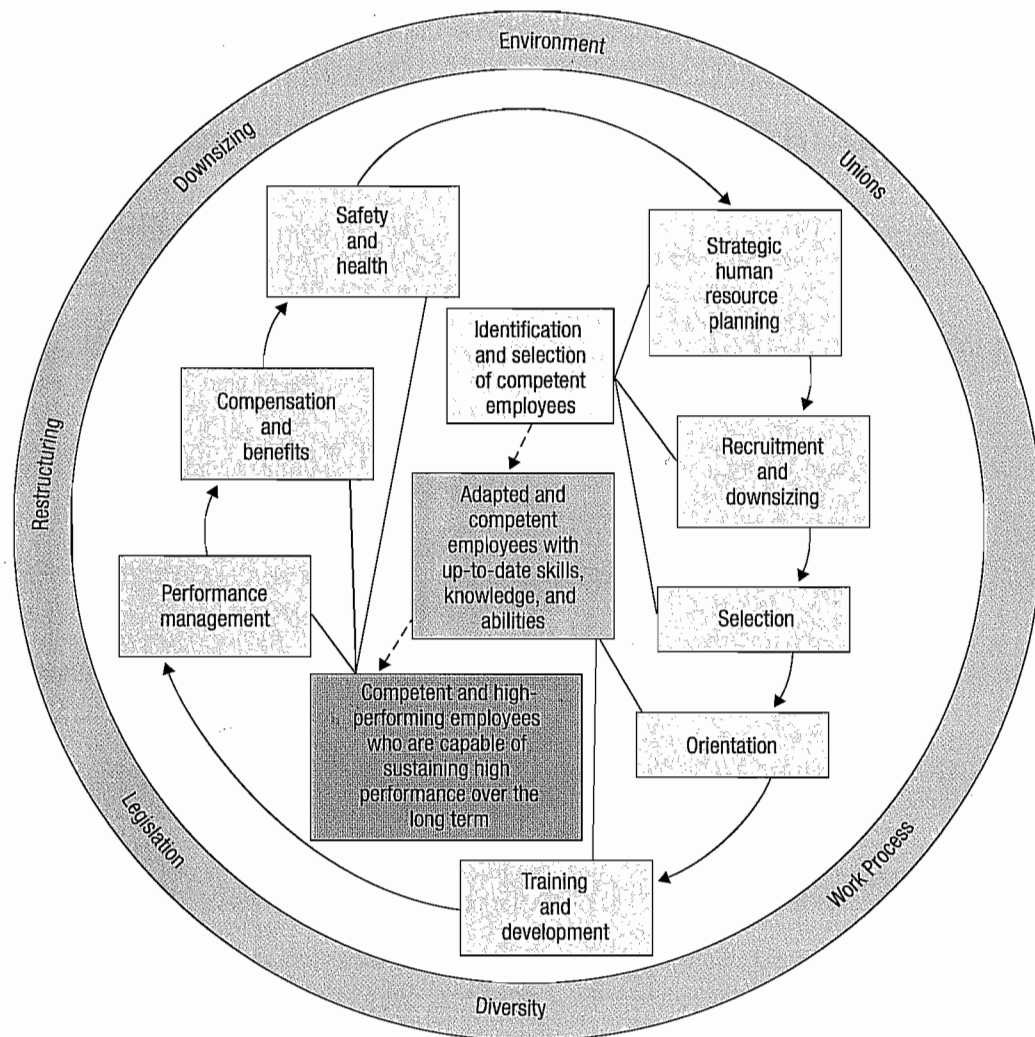 Environment
Downsizing
Unions
Safety
and
health
Strategic
human
resource
planning
Identification
and selection
of competent
employees
Compensation
and
benefits
Recruitment
and
downsizing
Restructuring
Adapted and
competent
employees with
up-to-date skills,
knowledge, and
abilities
Performance
management
Selection
Competent and high-
performing employees
who are capable of
sustaining high
performance over the
long term
Orientation
Legislation
Training
and
development
Work Process
Diversity